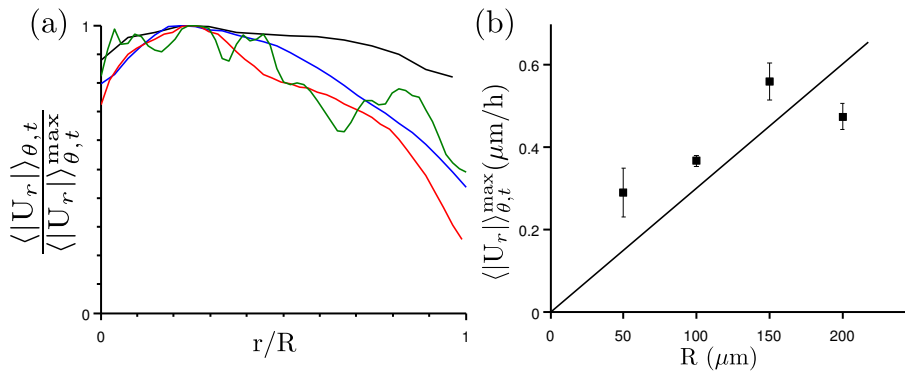 (a)
⟨|U_r|⟩_{θ,t}
⟨|U_r|⟩^{max}_{θ,t}
1
0
0
1
r/R
(b)
⟨|U_r|⟩^{max}_{θ,t}(μm/h)
0.6
0.4
0.2
0
0 50 100 150 200
R (μm)